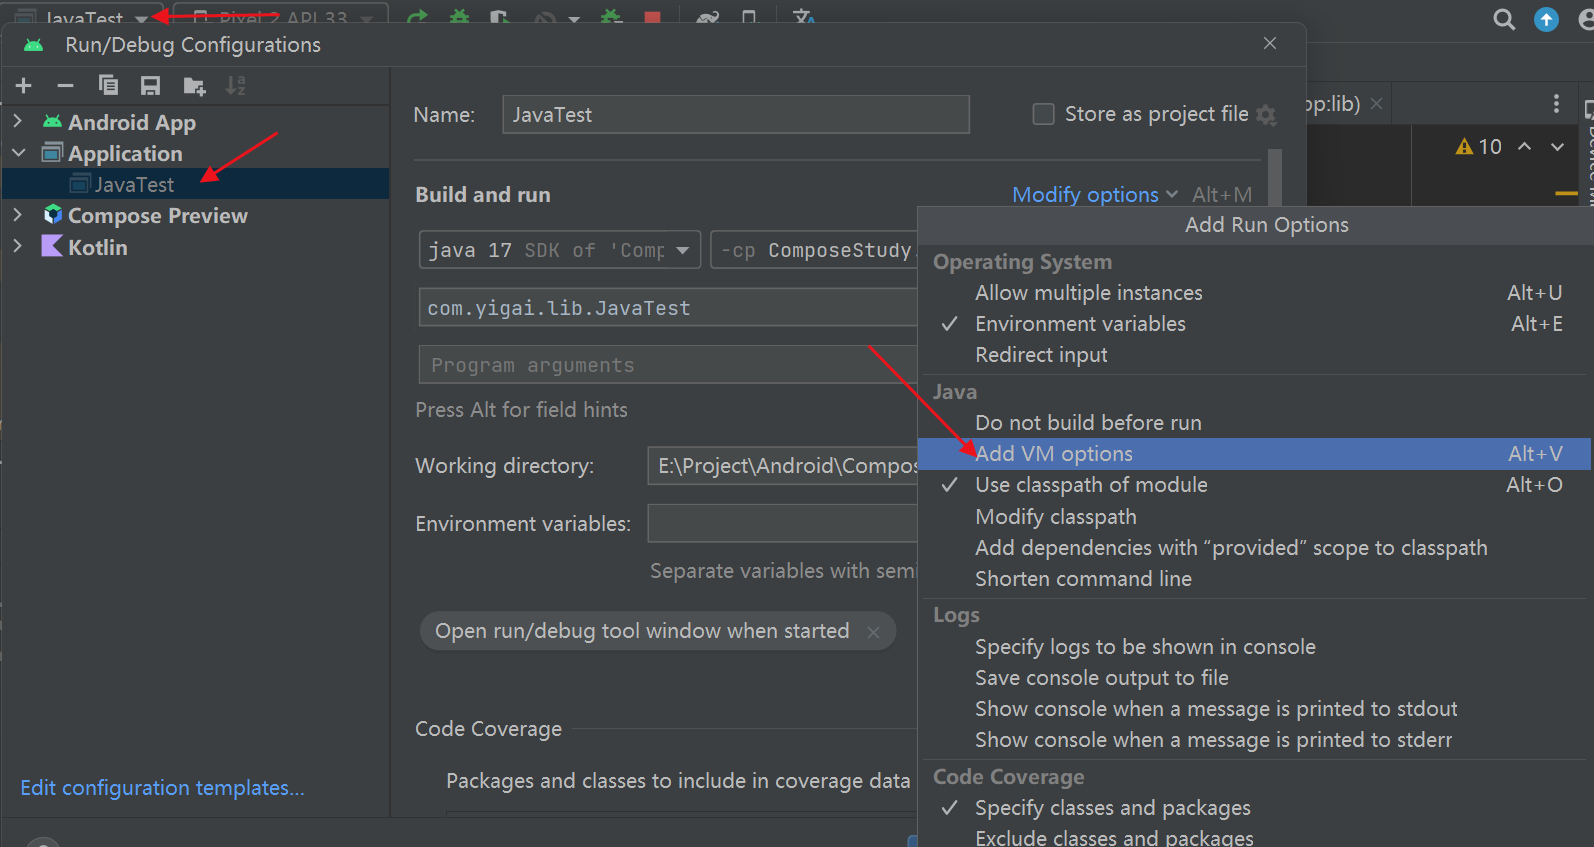 JavaTest
Pixel 2 API 33
Run/Debug Configurations
Android App
Application
JavaTest
Compose Preview
Kotlin
Edit configuration templates...
Name:
JavaTest
Store as project file
Build and run
Modify options
Alt+M
java 17 SDK of 'Comp
-cp ComposeStudy.
com.yigai.lib.JavaTest
Program arguments
Press Alt for field hints
Working directory:
E:\Project\Android\Compos
Environment variables:
Separate variables with semi
Open run/debug tool window when started
Code Coverage
Packages and classes to include in coverage data
pp:lib)
10
Add Run Options
Operating System
Allow multiple instances Alt+U
Environment variables Alt+E
Redirect input
Java
Do not build before run
Add VM options Alt+V
Use classpath of module Alt+O
Modify classpath
Add dependencies with “provided” scope to classpath
Shorten command line
Logs
Specify logs to be shown in console
Save console output to file
Show console when a message is printed to stdout
Show console when a message is printed to stderr
Code Coverage
Specify classes and packages
Exclude classes and packages